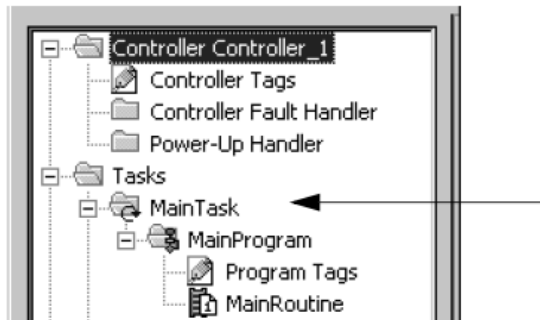 Controller Controller_1
Controller Tags
Controller Fault Handler
Power-Up Handler
Tasks
MainTask
MainProgram
Program Tags
MainRoutine